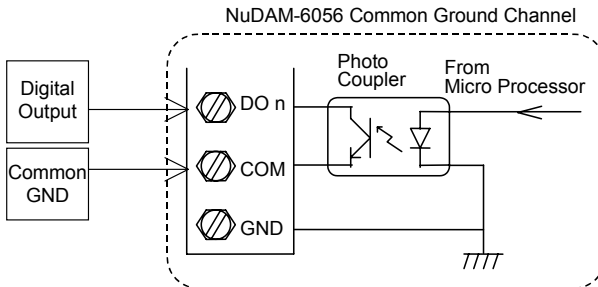 NuDAM-6056 Common Ground Channel
Digital
Output
Common
GND
DO n
COM
GND
Photo
Coupler
From
Micro Processor